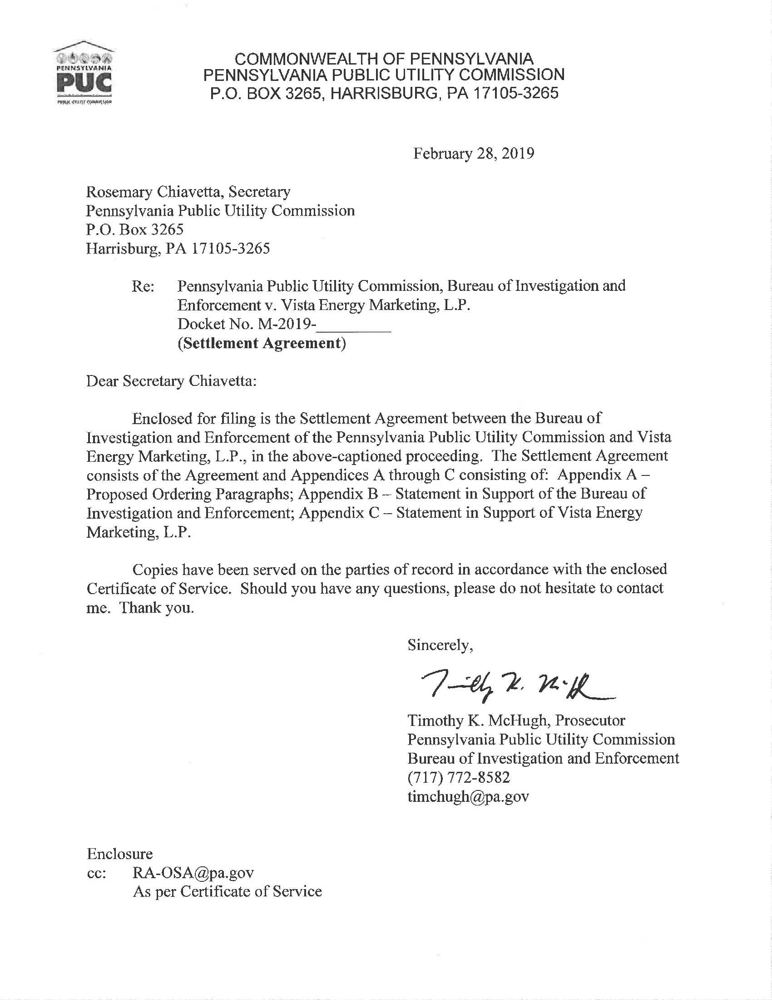 PENNSYLVANIA
PUC
PUBLIC UTILITY COMMISSION
COMMONWEALTH OF PENNSYLVANIA
PENNSYLVANIA PUBLIC UTILITY COMMISSION
P.O. BOX 3265, HARRISBURG, PA 17105-3265
February 28, 2019
Rosemary Chiavetta, Secretary
Pennsylvania Public Utility Commission
P.O. Box 3265
Harrisburg, PA 17105-3265
Re: Pennsylvania Public Utility Commission, Bureau of Investigation and
Enforcement v. Vista Energy Marketing, L.P.
Docket No. M-2019-__________
(Settlement Agreement)
Dear Secretary Chiavetta:
Enclosed for filing is the Settlement Agreement between the Bureau of
Investigation and Enforcement of the Pennsylvania Public Utility Commission and Vista
Energy Marketing, L.P., in the above-captioned proceeding. The Settlement Agreement
consists of the Agreement and Appendices A through C consisting of: Appendix A –
Proposed Ordering Paragraphs; Appendix B – Statement in Support of the Bureau of
Investigation and Enforcement; Appendix C – Statement in Support of Vista Energy
Marketing, L.P.
Copies have been served on the parties of record in accordance with the enclosed
Certificate of Service. Should you have any questions, please do not hesitate to contact
me. Thank you.
Sincerely,
Timothy K. McHugh, Prosecutor
Pennsylvania Public Utility Commission
Bureau of Investigation and Enforcement
(717) 772-8582
timchugh@pa.gov
Enclosure
cc: RA-OSA@pa.gov
As per Certificate of Service